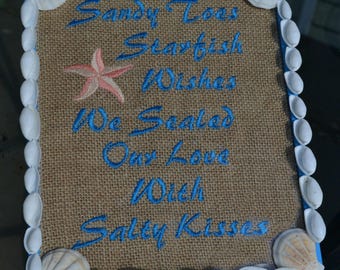 Sandy Toes
Starfish
Wishes
We Sealed
Our Love
With
Salty Kisses